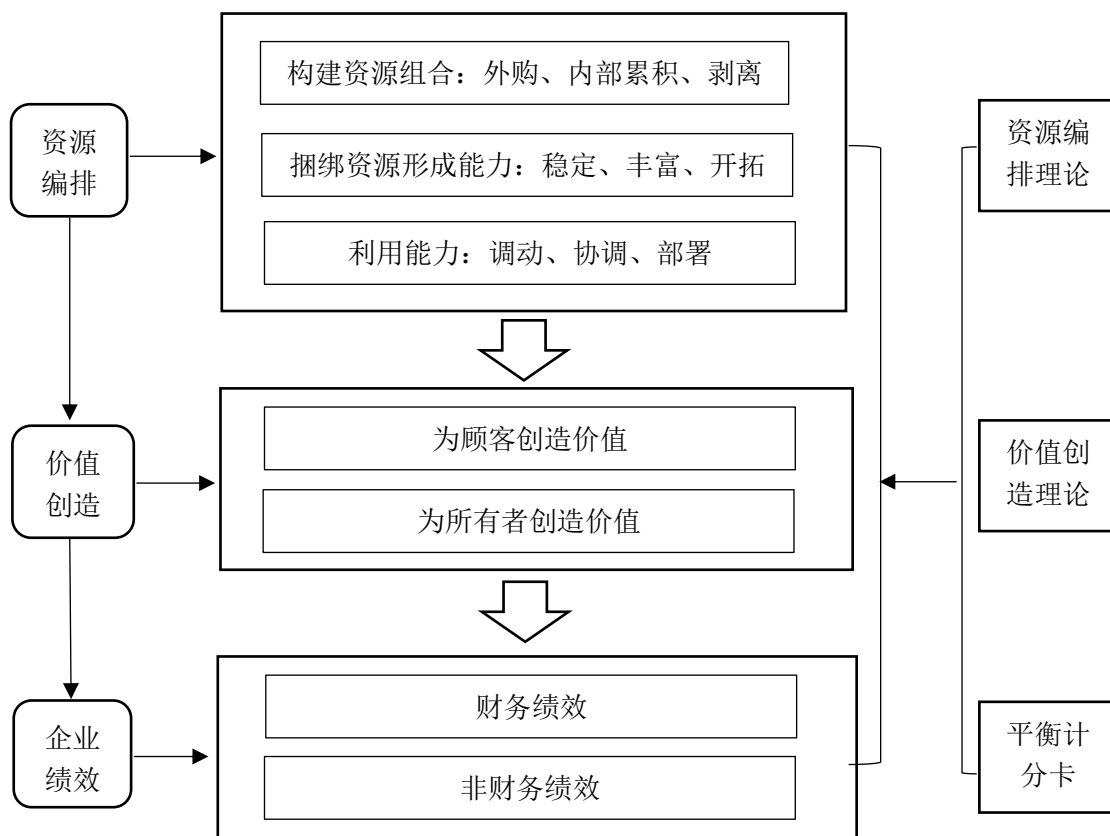 构建资源组合：外购、内部累积、剥离
资源
编排
捆绑资源形成能力：稳定、丰富、开拓
利用能力：调动、协调、部署
资源编
排理论
为顾客创造价值
价值
创造
为所有者创造价值
价值创
造理论
财务绩效
企业
绩效
非财务绩效
平衡计
分卡